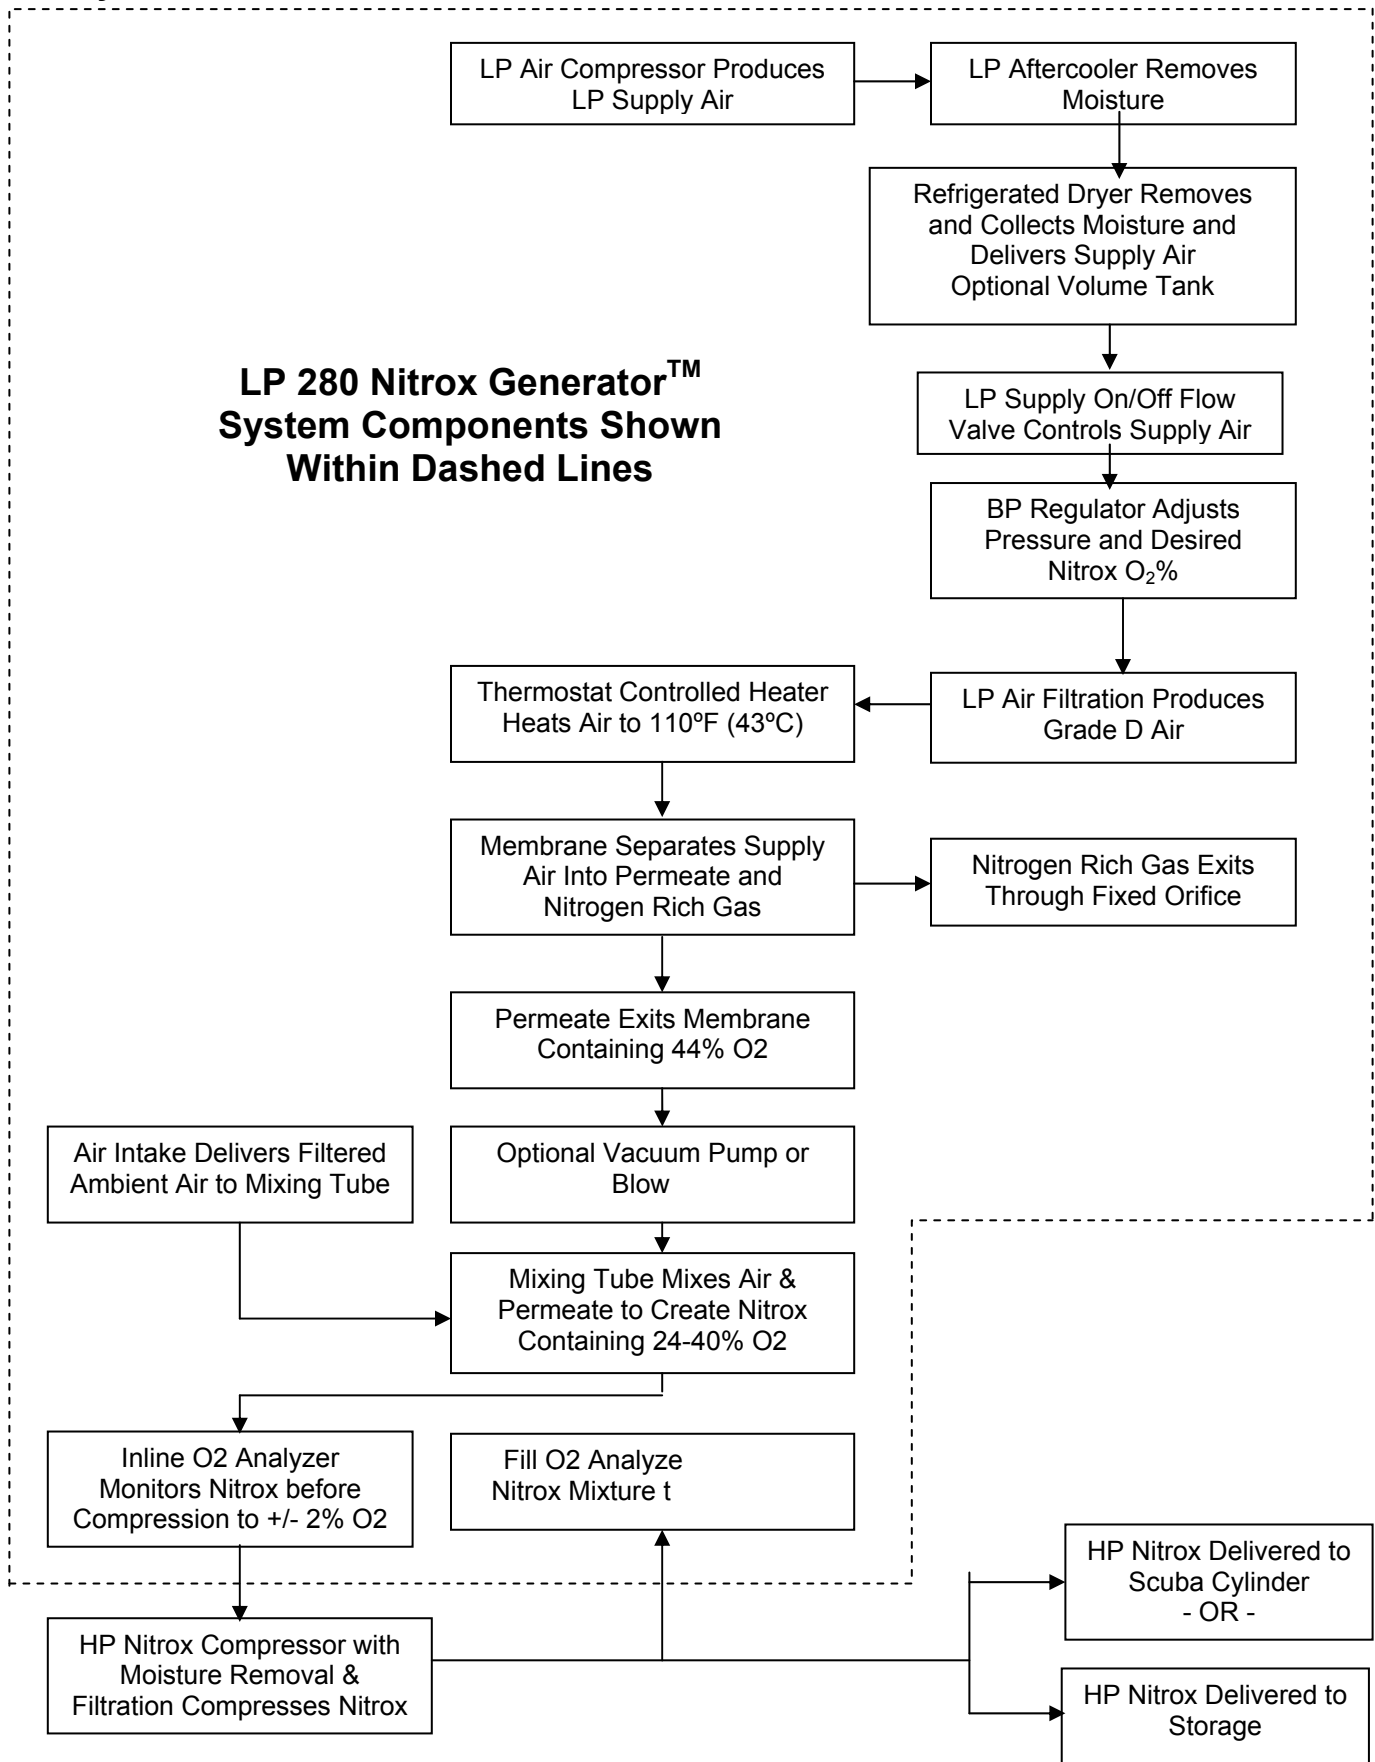 LP Air Compressor Produces
LP Supply Air
LP Aftercooler Removes
Moisture
Refrigerated Dryer Removes
and Collects Moisture and
Delivers Supply Air
Optional Volume Tank
LP 280 Nitrox Generator™
System Components Shown
Within Dashed Lines
LP Supply On/Off Flow
Valve Controls Supply Air
BP Regulator Adjusts
Pressure and Desired
Nitrox O₂%
LP Air Filtration Produces
Grade D Air
Thermostat Controlled Heater
Heats Air to 110ºF (43ºC)
Membrane Separates Supply
Air Into Permeate and
Nitrogen Rich Gas
Nitrogen Rich Gas Exits
Through Fixed Orifice
Permeate Exits Membrane
Containing 44% O2
Optional Vacuum Pump or
Blow
Air Intake Delivers Filtered
Ambient Air to Mixing Tube
Mixing Tube Mixes Air &
Permeate to Create Nitrox
Containing 24-40% O2
Inline O2 Analyzer
Monitors Nitrox before
Compression to +/- 2% O2
Fill O2 Analyze
Nitrox Mixture t
HP Nitrox Compressor with
Moisture Removal &
Filtration Compresses Nitrox
HP Nitrox Delivered to
Scuba Cylinder
- OR -
HP Nitrox Delivered to
Storage